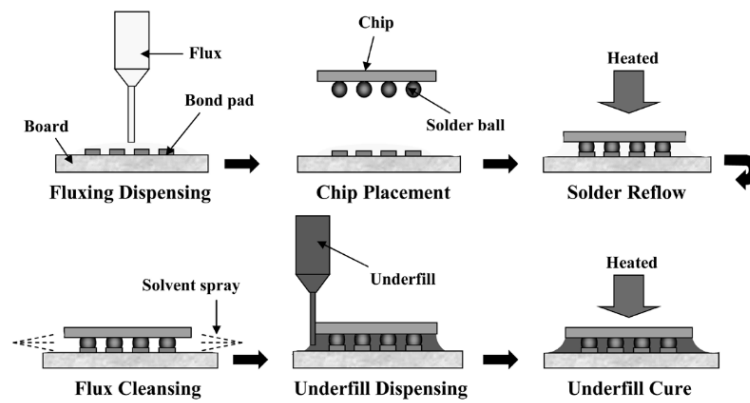 Flux
Bond pad
Board
Fluxing Dispensing
Chip
Solder ball
Chip Placement
Heated
Solder Reflow
Solvent spray
Flux Cleansing
Underfill
Underfill Dispensing
Heated
Underfill Cure